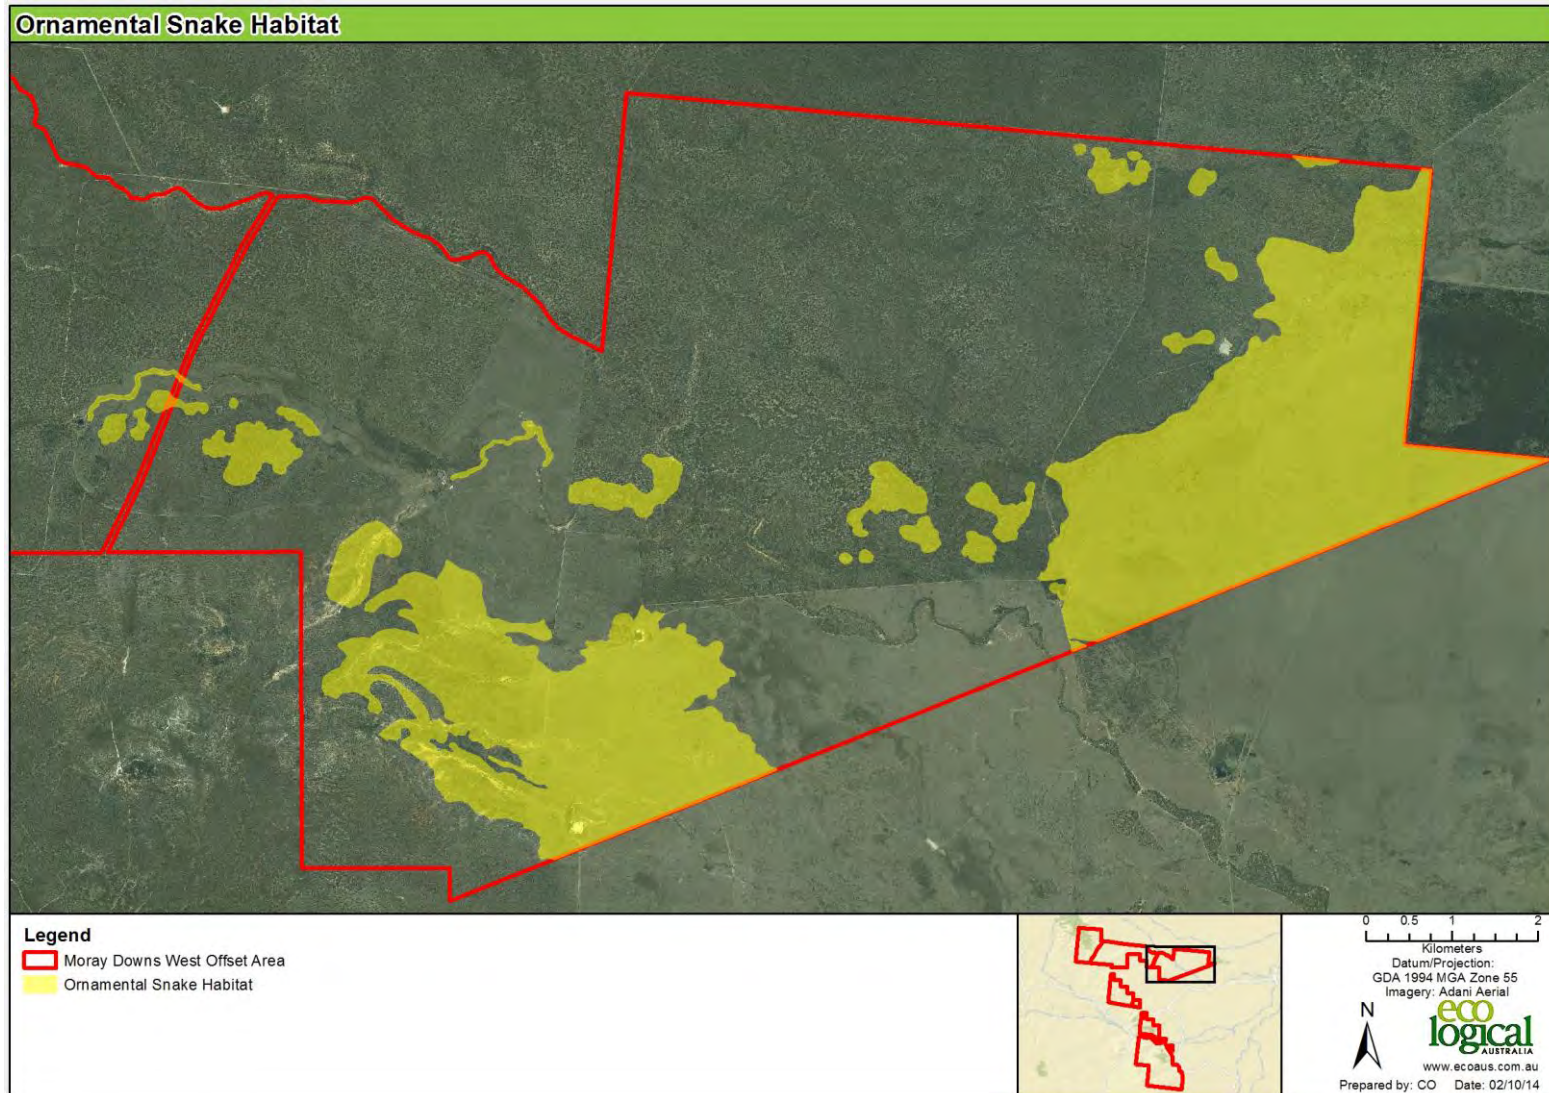 Ornamental Snake Habitat
Legend
Moray Downs West Offset Area
Ornamental Snake Habitat
0 0.5 1 2
Kilometers
Datum/Projection:
GDA 1994 MGA Zone 55
Imagery: Adani Aerial
N
eco
logical
AUSTRALIA
www.ecoaus.com.au
Prepared by: CO Date: 02/10/14